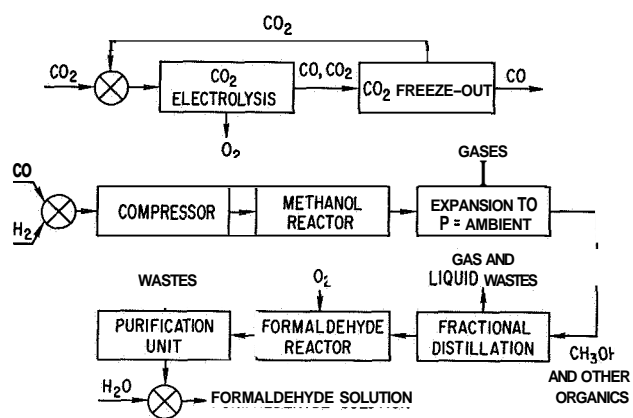 CO2
CO2
CO2
ELECTROLYSIS
CO, CO2
CO2 FREEZE-OUT
CO
O2
GASES
CO
H2
COMPRESSOR
METHANOL
REACTOR
EXPANSION TO
P = AMBIENT
WASTES
O2
GAS AND
LIQUID WASTES
PURIFICATION
UNIT
FORMALDEHYDE
REACTOR
FRACTIONAL
DISTILLATION
CH3OH
AND OTHER
ORGANICS
H2O
FORMALDEHYDE SOLUTION